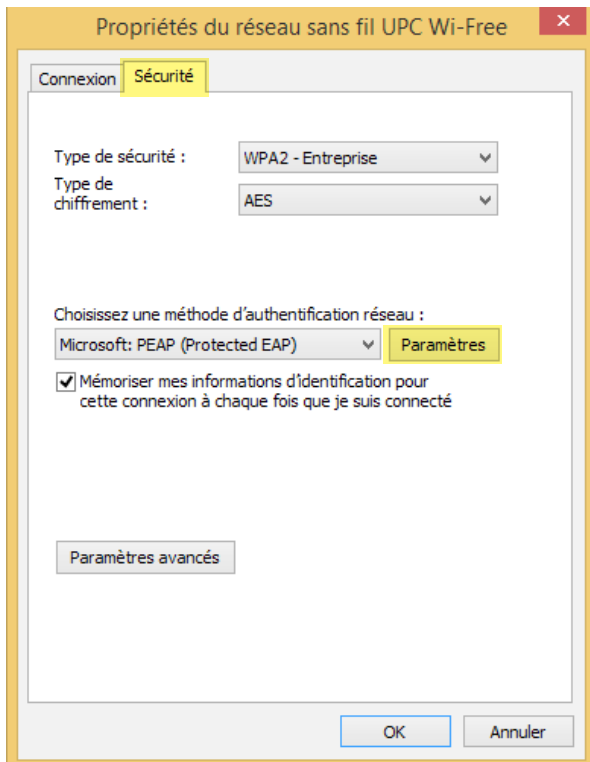 Propriétés du réseau sans fil UPC Wi-Free
Connexion
Sécurité
Type de sécurité :
WPA2 - Entreprise
Type de
chiffrement :
AES
Choisissez une méthode d'authentification réseau :
Microsoft: PEAP (Protected EAP)
Paramètres
Mémoriser mes informations d'identification pour
cette connexion à chaque fois que je suis connecté
Paramètres avancés
OK
Annuler